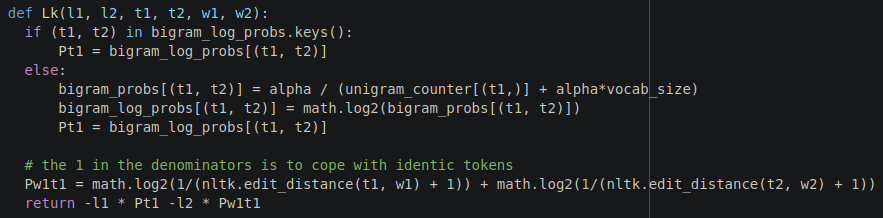 def Lk(l1, l2, t1, t2, w1, w2):
if (t1, t2) in bigram_log_probs.keys():
Pt1 = bigram_log_probs[(t1, t2)]
else:
bigram_probs[(t1, t2)] = alpha / (unigram_counter[(t1,)] + alpha*vocab_size)
bigram_log_probs[(t1, t2)] = math.log2(bigram_probs[(t1, t2)])
Pt1 = bigram_log_probs[(t1, t2)]
# the 1 in the denominators is to cope with identic tokens
Pw1t1 = math.log2(1/(nltk.edit_distance(t1, w1) + 1)) + math.log2(1/(nltk.edit_distance(t2, w2) + 1))
return -l1 * Pt1 -l2 * Pw1t1